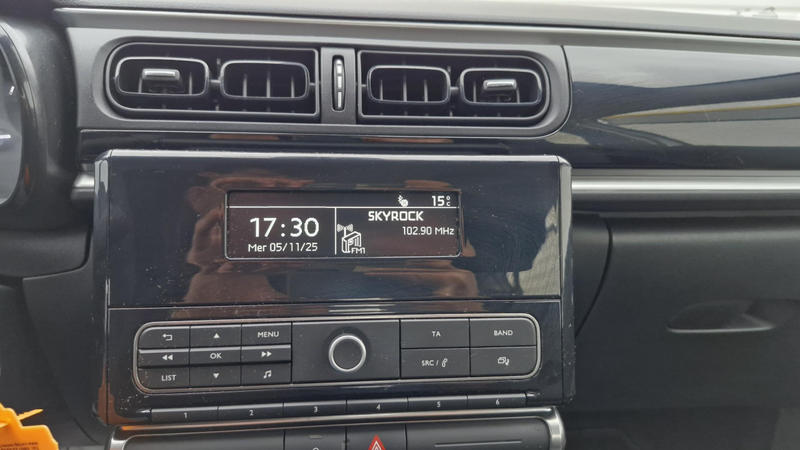 15°C
17:30
Mer 05/11/25
SKYROCK
102.90 MHz
FM1
MENU
TA
BAND
OK
SRC /
LIST
1 2 3 4 5 6